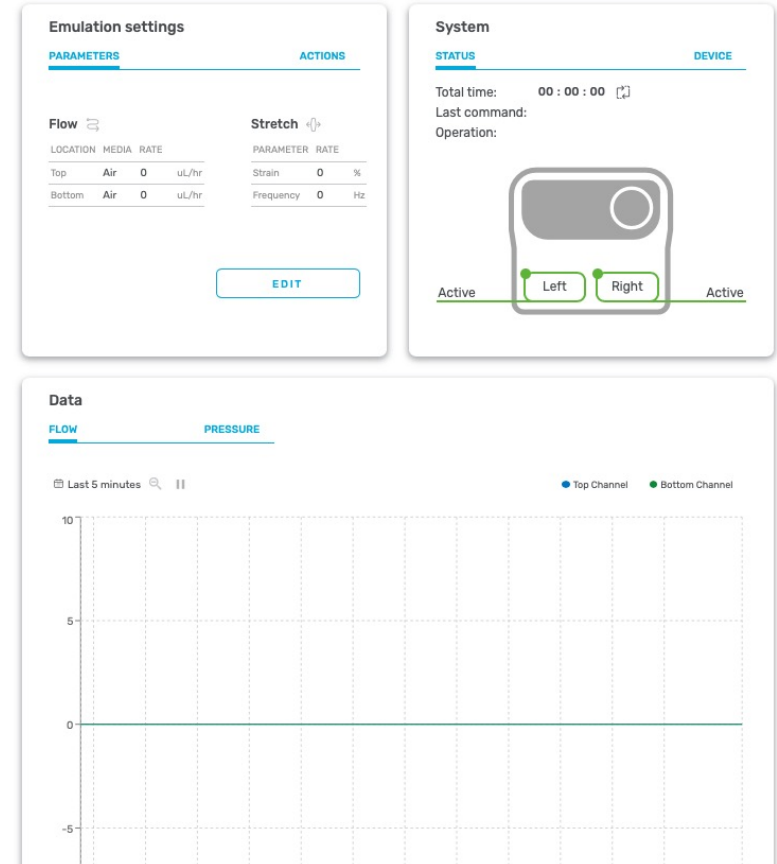 Emulation settings
PARAMETERS ACTIONS
Flow
LOCATION MEDIA RATE
Top Air 0 uL/hr
Bottom Air 0 uL/hr
Stretch
PARAMETER RATE
Strain 0 %
Frequency 0 Hz
EDIT
System
STATUS DEVICE
Total time: 00 : 00 : 00
Last command:
Operation:
Active Left Right Active
Data
FLOW PRESSURE
Last 5 minutes
Top Channel Bottom Channel
10
5
0
-5